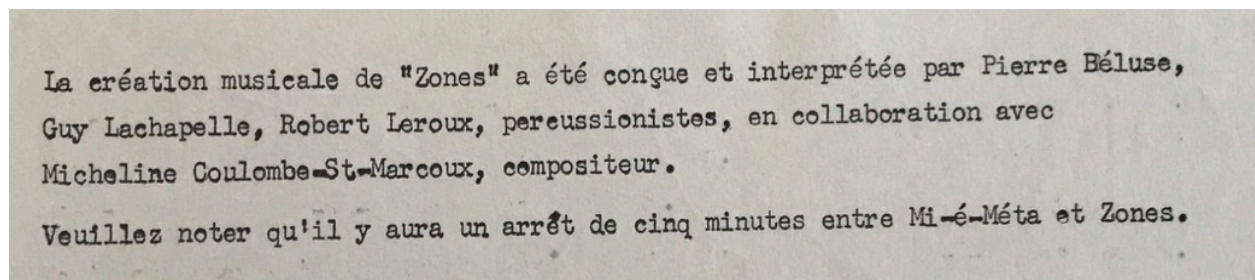 La création musicale de "Zones" a été conçue et interprétée par Pierre Béluse,
Guy Lachapelle, Robert Leroux, percussionistes, en collaboration avec
Micheline Coulombe-St-Marcoux, compositeur.
Veuillez noter qu'il y aura un arrêt de cinq minutes entre Mi-é-Méta et Zones.